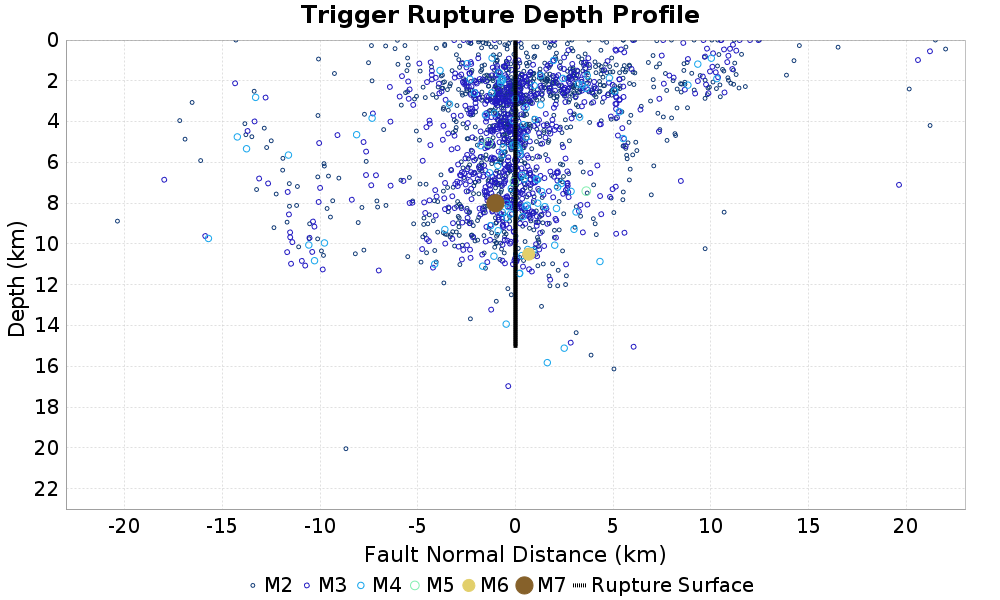 Trigger Rupture Depth Profile
Depth (km)
0
2
4
6
8
10
12
14
16
18
20
22
-20 -15 -10 -5 0 5 10 15 20
Fault Normal Distance (km)
M2 M3 M4 M5 M6 M7 Rupture Surface